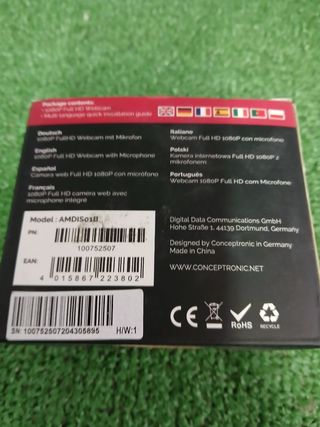 Package contents:
• 1080P Full HD Webcam
• Multi language quick installation guide
Deutsch
1080P Full HD Webcam mit Mikrofon
English
1080P Full HD Webcam with Microphone
Español
Cámara web Full HD 1080P con micrófono
Français
1080P Full HD caméra web avec
microphone intégré
Italiano
Webcam Full HD 1080P con microfono
Polski
Kamera internetowa Full HD 1080P z
mikrofonem
Português
Webcam 1080P Full HD com Microfone
Model : AMDIS01B
PN:
100752507
EAN:
4 015867 223802
SN: 100752507204305895
H/W:1
Digital Data Communications GmbH
Hohe Straße 1, 44139 Dortmund, Germany
Designed by Conceptronic in Germany
Made in China
WWW.CONCEPTRONIC.NET
CE
RoHS
RECYCLE